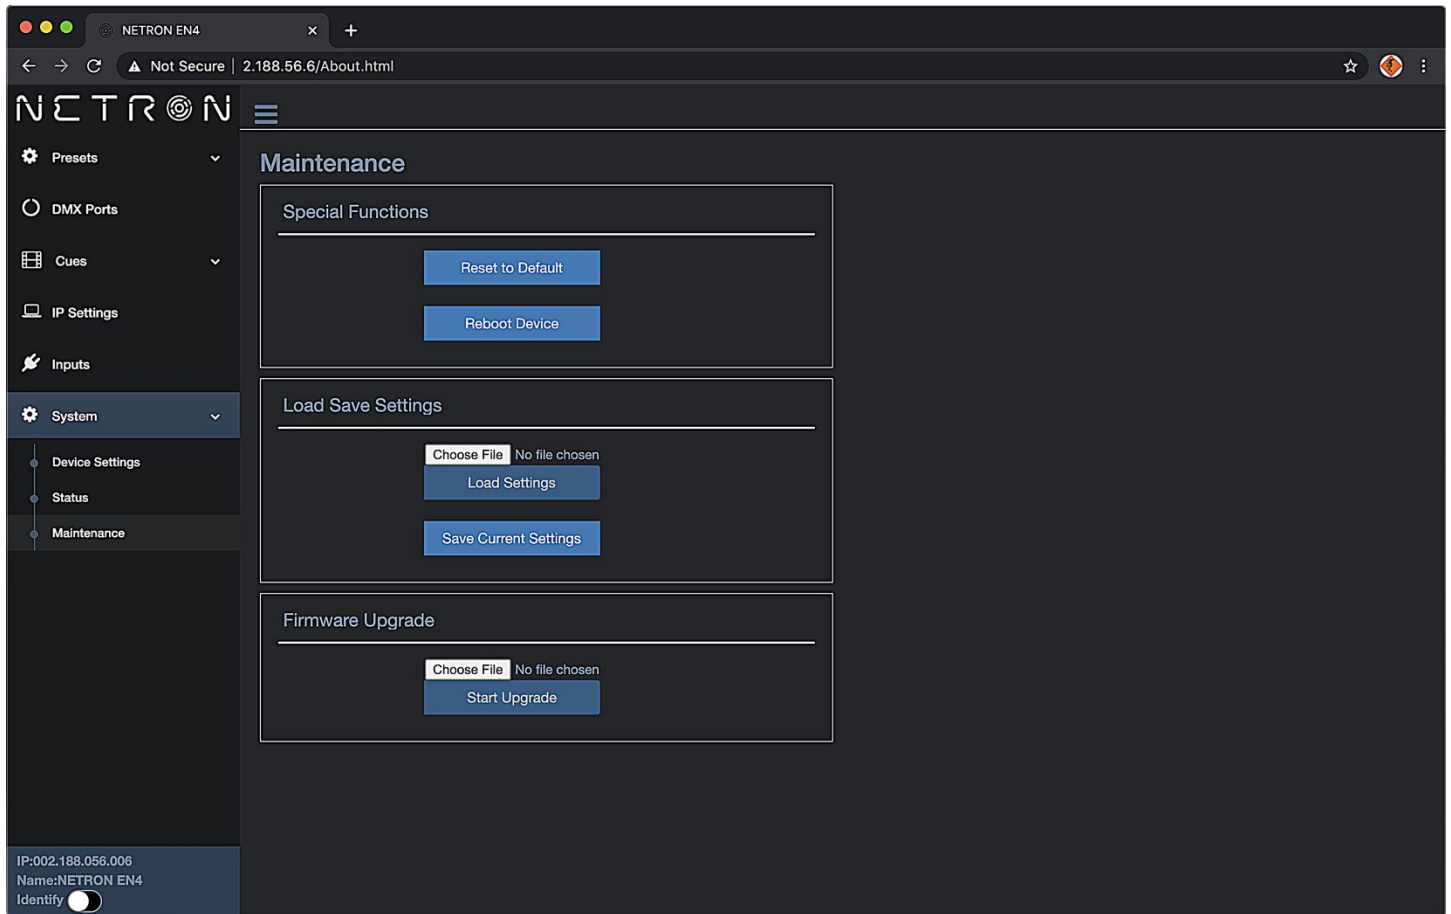 NETRON EN4
Not Secure | 2.188.56.6/About.html
NETRON
Presets
DMX Ports
Cues
IP Settings
Inputs
System
Device Settings
Status
Maintenance
IP:002.188.056.006
Name:NETRON EN4
Identify
Maintenance
Special Functions
Reset to Default
Reboot Device
Load Save Settings
Choose File No file chosen
Load Settings
Save Current Settings
Firmware Upgrade
Choose File No file chosen
Start Upgrade